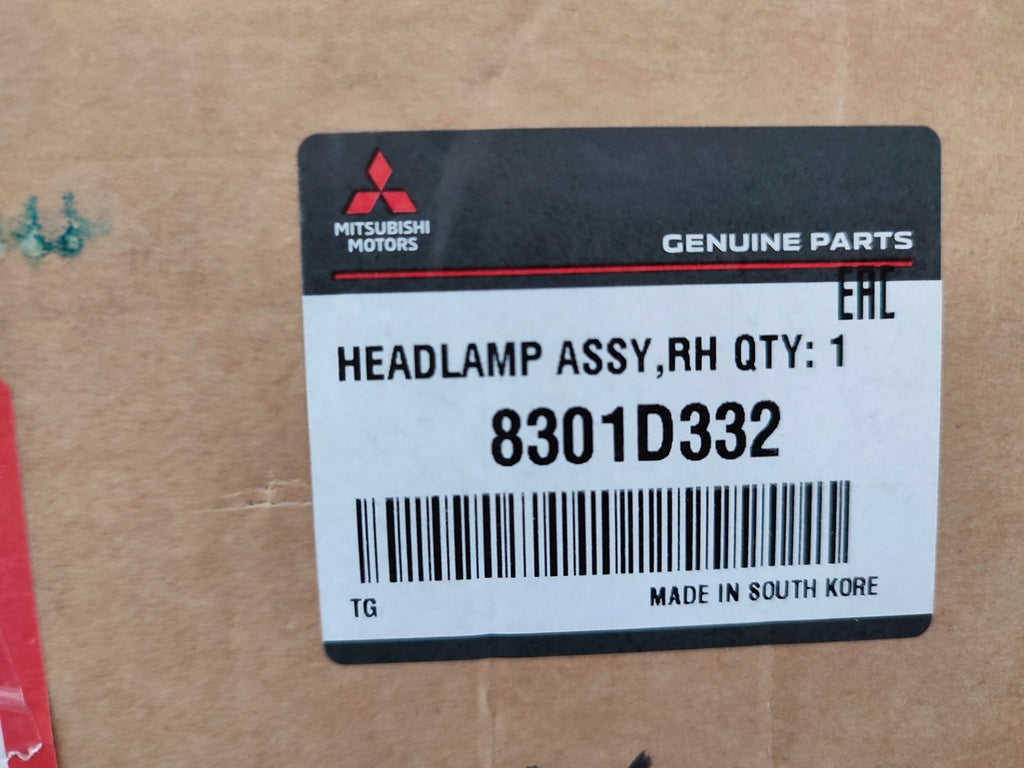 MITSUBISHI
MOTORS
GENUINE PARTS
EAC
HEADLAMP ASSY,RH QTY: 1
8301D332
TG
MADE IN SOUTH KORE